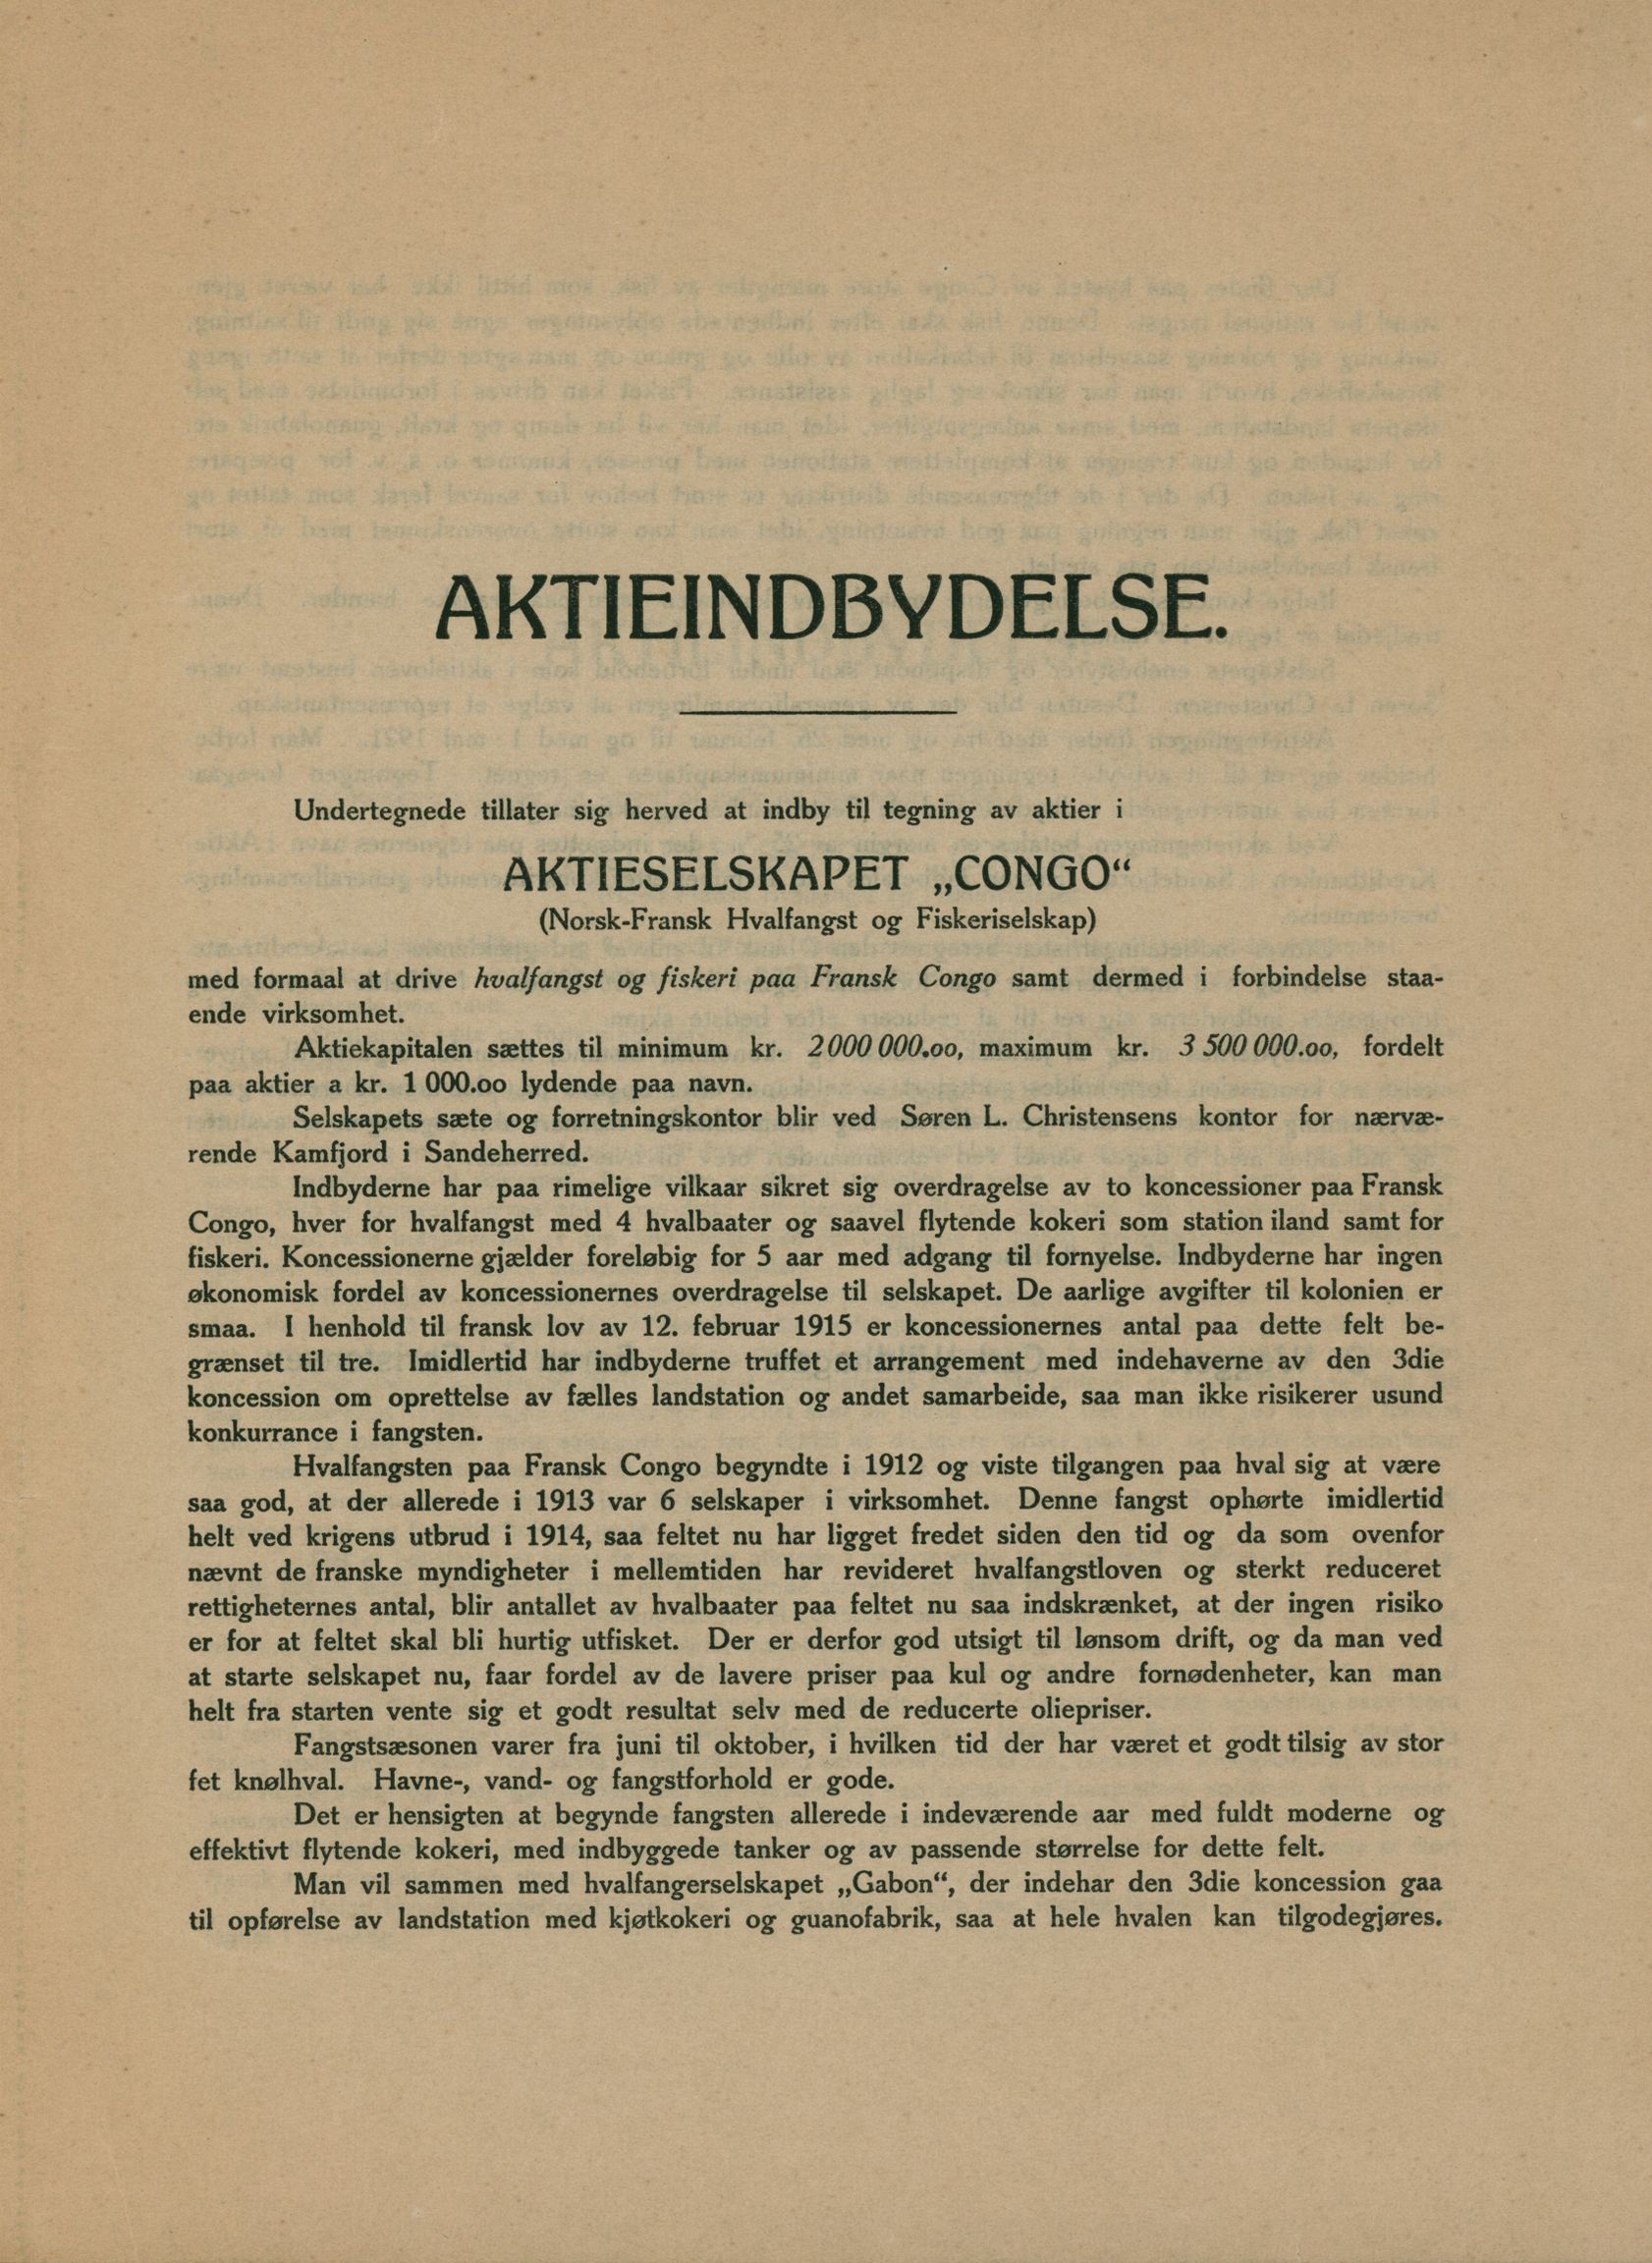 AKTIEINDBYDELSE.
Undertegnede tillater sig herved at indby til tegning av aktier i
AKTIESELSKAPET „CONGO“
(Norsk-Fransk Hvalfangst og Fiskeriselskap)
med formaal at drive hvalfangst og fiskeri paa Fransk Congo samt dermed i forbindelse staa-
ende virksomhet.
Aktiekapitalen sættes til minimum kr. 2 000 000.oo, maximum kr. 3 500 000.oo, fordelt
paa aktier a kr. 1 000.oo lydende paa navn.
Selskapets sæte og forretningskontor blir ved Søren L. Christensens kontor for nærvæ-
rende Kamfjord i Sandeherred.
Indbyderne har paa rimelige vilkaar sikret sig overdragelse av to koncessioner paa Fransk
Congo, hver for hvalfangst med 4 hvalbaater og saavel flytende kokeri som station iland samt for
fiskeri. Koncessionerne gjælder foreløbig for 5 aar med adgang til fornyelse. Indbyderne har ingen
økonomisk fordel av koncessionernes overdragelse til selskapet. De aarlige avgifter til kolonien er
smaa. I henhold til fransk lov av 12. februar 1915 er koncessionernes antal paa dette felt be-
grænset til tre. Imidlertid har indbyderne truffet et arrangement med indehaverne av den 3die
koncession om oprettelse av fælles landstation og andet samarbeide, saa man ikke risikerer usund
konkurrance i fangsten.
Hvalfangsten paa Fransk Congo begyndte i 1912 og viste tilgangen paa hval sig at være
saa god, at der allerede i 1913 var 6 selskaper i virksomhet. Denne fangst ophørte imidlertid
helt ved krigens utbrud i 1914, saa feltet nu har ligget fredet siden den tid og da som ovenfor
nævnt de franske myndigheter i mellemtiden har revideret hvalfangstloven og sterkt reduceret
rettigheternes antal, blir antallet av hvalbaater paa feltet nu saa indskrænket, at der ingen risiko
er for at feltet skal bli hurtig utfisket. Der er derfor god utsigt til lønsom drift, og da man ved
at starte selskapet nu, faar fordel av de lavere priser paa kul og andre fornødenheter, kan man
helt fra starten vente sig et godt resultat selv med de reducerte oliepriser.
Fangstsæsonen varer fra juni til oktober, i hvilken tid der har været et godt tilsig av stor
fet knølhval. Havne-, vand- og fangstforhold er gode.
Det er hensigten at begynde fangsten allerede i indeværende aar med fuldt moderne og
effektivt flytende kokeri, med indbyggede tanker og av passende størrelse for dette felt.
Man vil sammen med hvalfangerselskapet „Gabon“, der indehar den 3die koncession gaa
til opførelse av landstation med kjøtkokeri og guanofabrik, saa at hele hvalen kan tilgodegjøres.